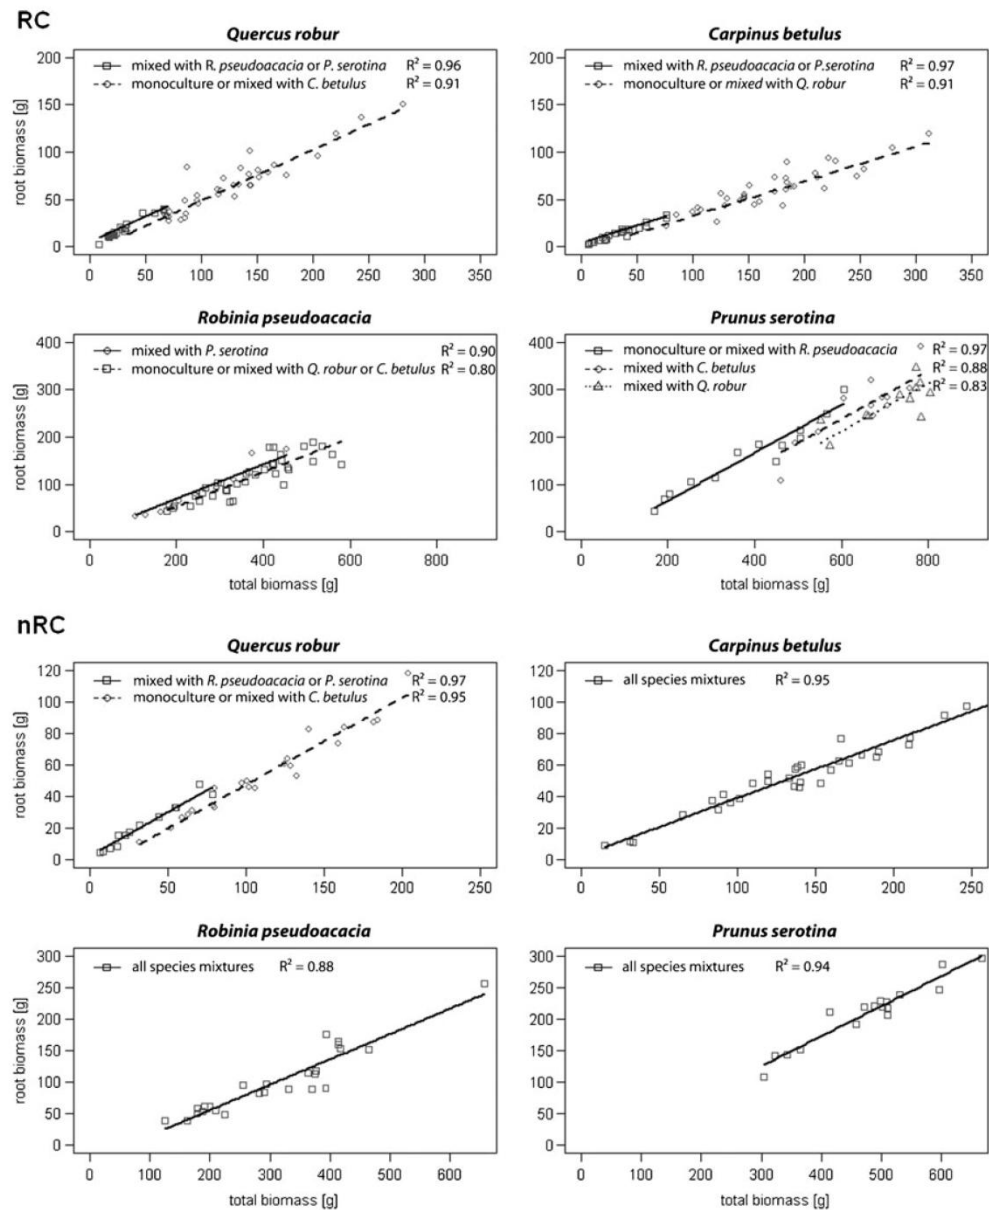 RC
Quercus robur
mixed with R. pseudoacacia or P. serotina R² = 0.96
monoculture or mixed with C. betulus R² = 0.91
root biomass [g]
200
150
100
50
0
0 50 100 150 200 250 300 350
Carpinus betulus
mixed with R. pseudoacacia or P.serotina R² = 0.97
monoculture or mixed with Q. robur R² = 0.91
200
150
100
50
0
0 50 100 150 200 250 300 350
Robinia pseudoacacia
mixed with P. serotina R² = 0.90
monoculture or mixed with Q. robur or C. betulus R² = 0.80
root biomass [g]
400
300
200
100
0
0 200 400 600 800
total biomass [g]
Prunus serotina
monoculture or mixed with R. pseudoacacia R² = 0.97
mixed with C. betulus R² = 0.88
mixed with Q. robur R² = 0.83
400
300
200
100
0
0 200 400 600 800
total biomass [g]
nRC
Quercus robur
mixed with R. pseudoacacia or P. serotina R² = 0.97
monoculture or mixed with C. betulus R² = 0.95
root biomass [g]
120
100
80
60
40
20
0
0 50 100 150 200 250
Carpinus betulus
all species mixtures R² = 0.95
120
100
80
60
40
20
0
0 50 100 150 200 250
Robinia pseudoacacia
all species mixtures R² = 0.88
root biomass [g]
300
250
200
150
100
50
0
0 100 200 300 400 500 600
total biomass [g]
Prunus serotina
all species mixtures R² = 0.94
300
250
200
150
100
50
0
0 100 200 300 400 500 600
total biomass [g]